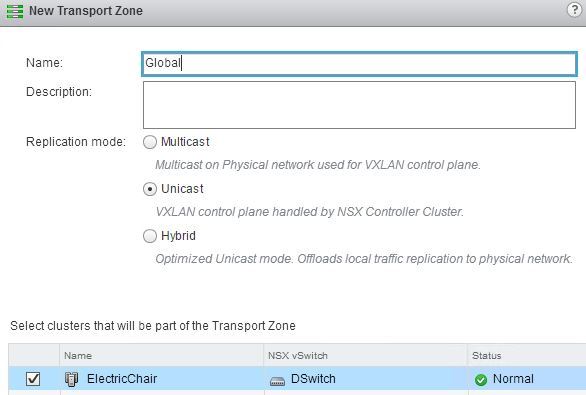 New Transport Zone
?
Name: Global
Description:
Replication mode: Multicast
Multicast on Physical network used for VXLAN control plane.
Unicast
VXLAN control plane handled by NSX Controller Cluster.
Hybrid
Optimized Unicast mode. Offloads local traffic replication to physical network.
Select clusters that will be part of the Transport Zone
Name NSX vSwitch Status
ElectricChair DSwitch Normal